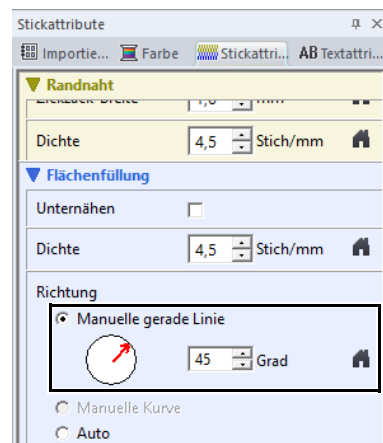 Stickattribute
Importie... Farbe Stickattri... AB Textattri...
Randnaht
Dichte 4,5 Stich/mm
Flächenfüllung
Unternähen
Dichte 4,5 Stich/mm
Richtung
Manuelle gerade Linie
45 Grad
Manuelle Kurve
Auto